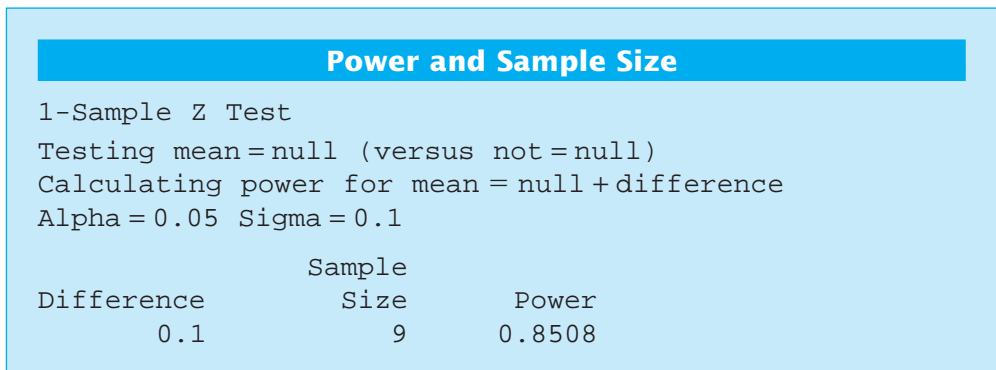 Power and Sample Size
1-Sample Z Test
Testing mean = null (versus not = null)
Calculating power for mean = null + difference
Alpha = 0.05 Sigma = 0.1
Sample
Difference Size Power
0.1 9 0.8508